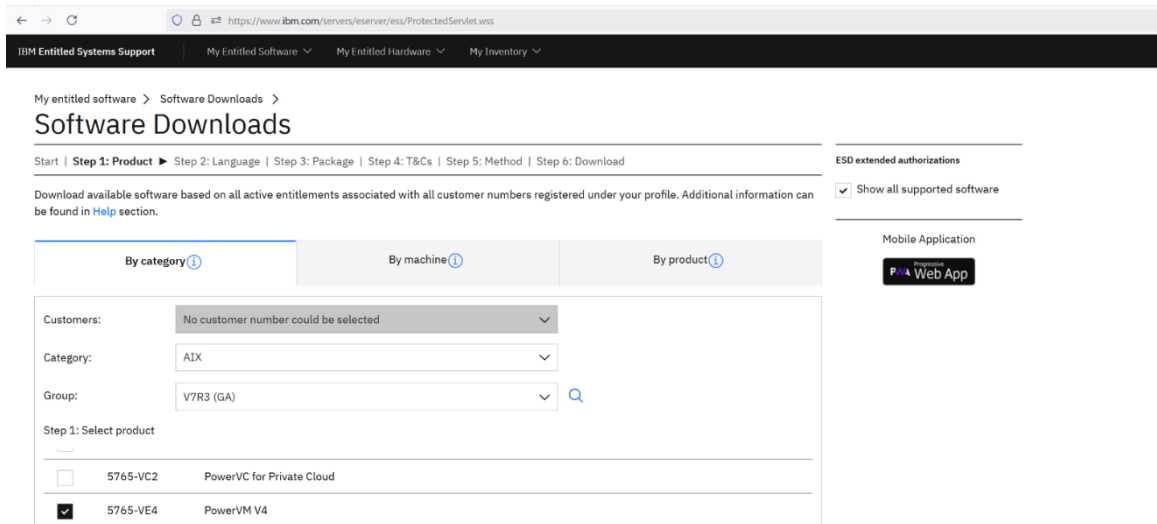 https://www.ibm.com/servers/eserver/ess/ProtectedServlet.wss
IBM Entitled Systems Support My Entitled Software My Entitled Hardware My Inventory
My entitled software > Software Downloads >
Software Downloads
Start | Step 1: Product ► Step 2: Language | Step 3: Package | Step 4: T&Cs | Step 5: Method | Step 6: Download
Download available software based on all active entitlements associated with all customer numbers registered under your profile. Additional information can
be found in Help section.
By category By machine By product
Customers: No customer number could be selected
Category: AIX
Group: V7R3 (GA)
Step 1: Select product
5765-VC2 PowerVC for Private Cloud
5765-VE4 PowerVM V4
ESD extended authorizations
Show all supported software
Mobile Application
PWA Progressive Web App